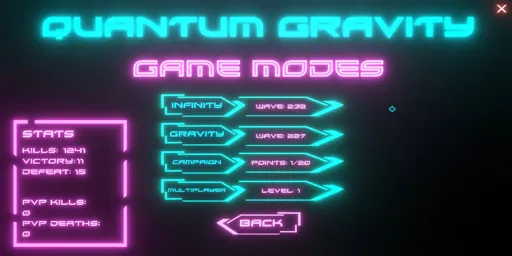 QUANTUM GRAVITY
GAME MODES
INFINITY WAVE: 232
GRAVITY WAVE: 227
CAMPAIGN POINTS: 1/20
MULTIPLAYER LEVEL: 1
BACK
STATS
KILLS: 1241
VICTORY: 11
DEFEAT: 15
PVP KILLS:
0
PVP DEATHS:
0